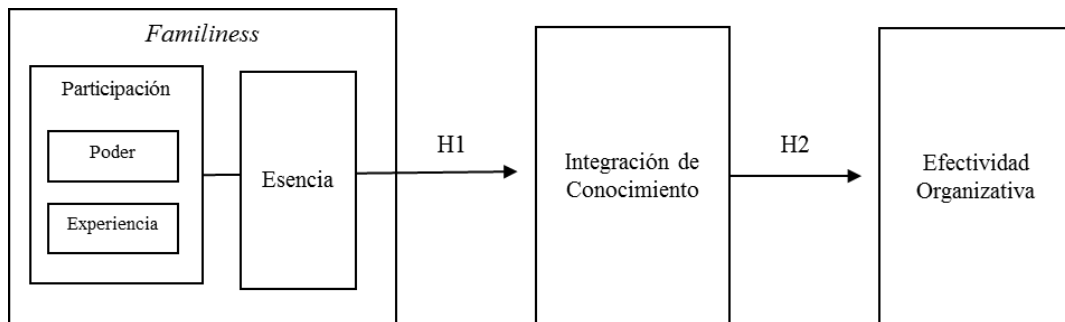 Familiness
Participación
Poder
Experiencia
Esencia
H1
Integración de
Conocimiento
H2
Efectividad
Organizativa